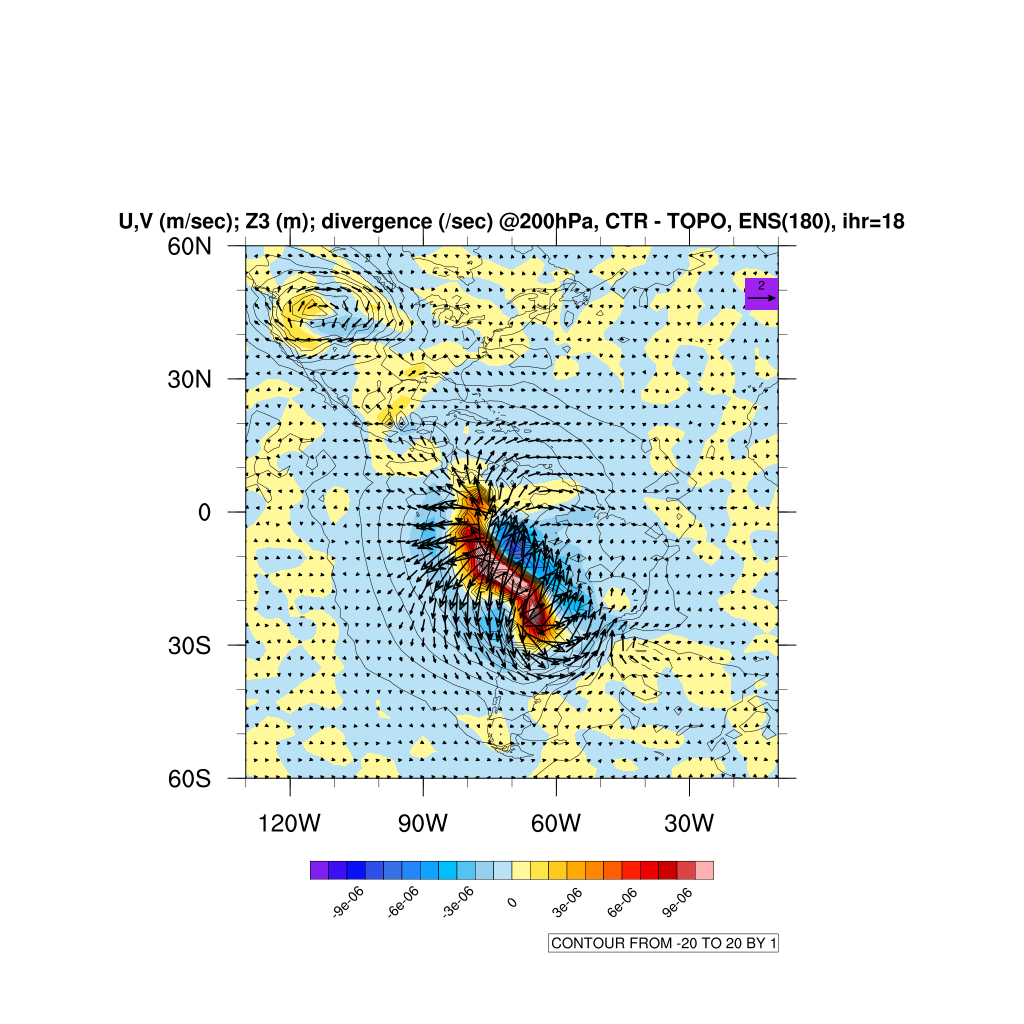 U,V (m/sec); Z3 (m); divergence (/sec) @200hPa, CTR - TOPO, ENS(180), ihr=18
60N
2
30N
0
30S
60S
120W 90W 60W 30W
-9e-06 -6e-06 -3e-06 0 3e-06 6e-06 9e-06
CONTOUR FROM -20 TO 20 BY 1